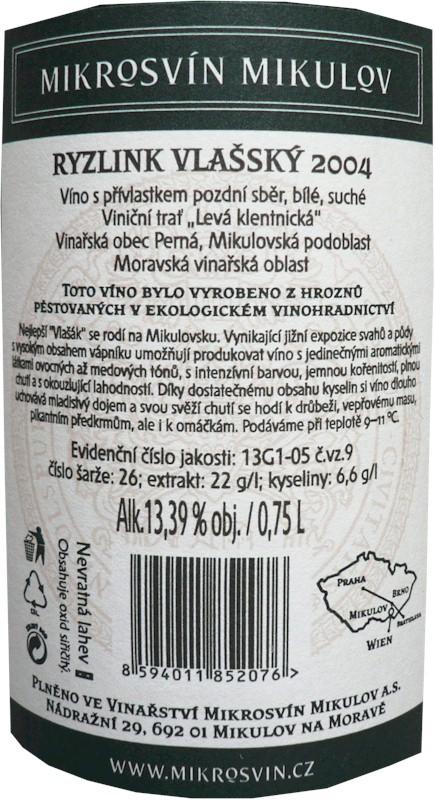 MIKROSVÍN MIKULOV
RYZLINK VLAŠSKÝ 2004
Víno s přívlastkem pozdní sběr, bílé, suché
Viniční trať „Levá klentnická"
Vinařská obec Perná, Mikulovská podoblast
Moravská vinařská oblast
TOTO VÍNO BYLO VYROBENO Z HROZNŮ
PĚSTOVANÝCH V EKOLOGICKÉM VINOHRADNICTVÍ
Nejlepší "Vlašák" se rodí na Mikulovsku. Vynikající jižní expozice svahů a půdy
s vysokým obsahem vápníku umožňují produkovat víno s jedinečnými aromatickými
látkami ovocných až medových tónů, s intenzívní barvou, jemnou kořenitostí, plnou
chutí a s okouzlující lahodností. Díky dostatečnému obsahu kyselin si víno dlouho
uchovává mladistvý dojem a svou svěží chutí se hodí k drůbeži, vepřovému masu,
pikantním předkrmům, ale i k omáčkám. Podáváme při teplotě 9–11 °C.
Evidenční číslo jakosti: 13G1-05 č.vz.9
číslo šarže: 26; extrakt: 22 g/l; kyseliny: 6,6 g/l
Alk.13,39 % obj. / 0,75 L
Nevratná lahev
Obsahuje oxid siřičitý.
8 594011 852076 >
PRAHA
BRNO
MIKULOV
BRATISLAVA
WIEN
PLNĚNO VE VINAŘSTVÍ MIKROSVÍN MIKULOV A.S.
NÁDRAŽNÍ 29, 692 01 MIKULOV NA MORAVĚ
WWW.MIKROSVIN.CZ